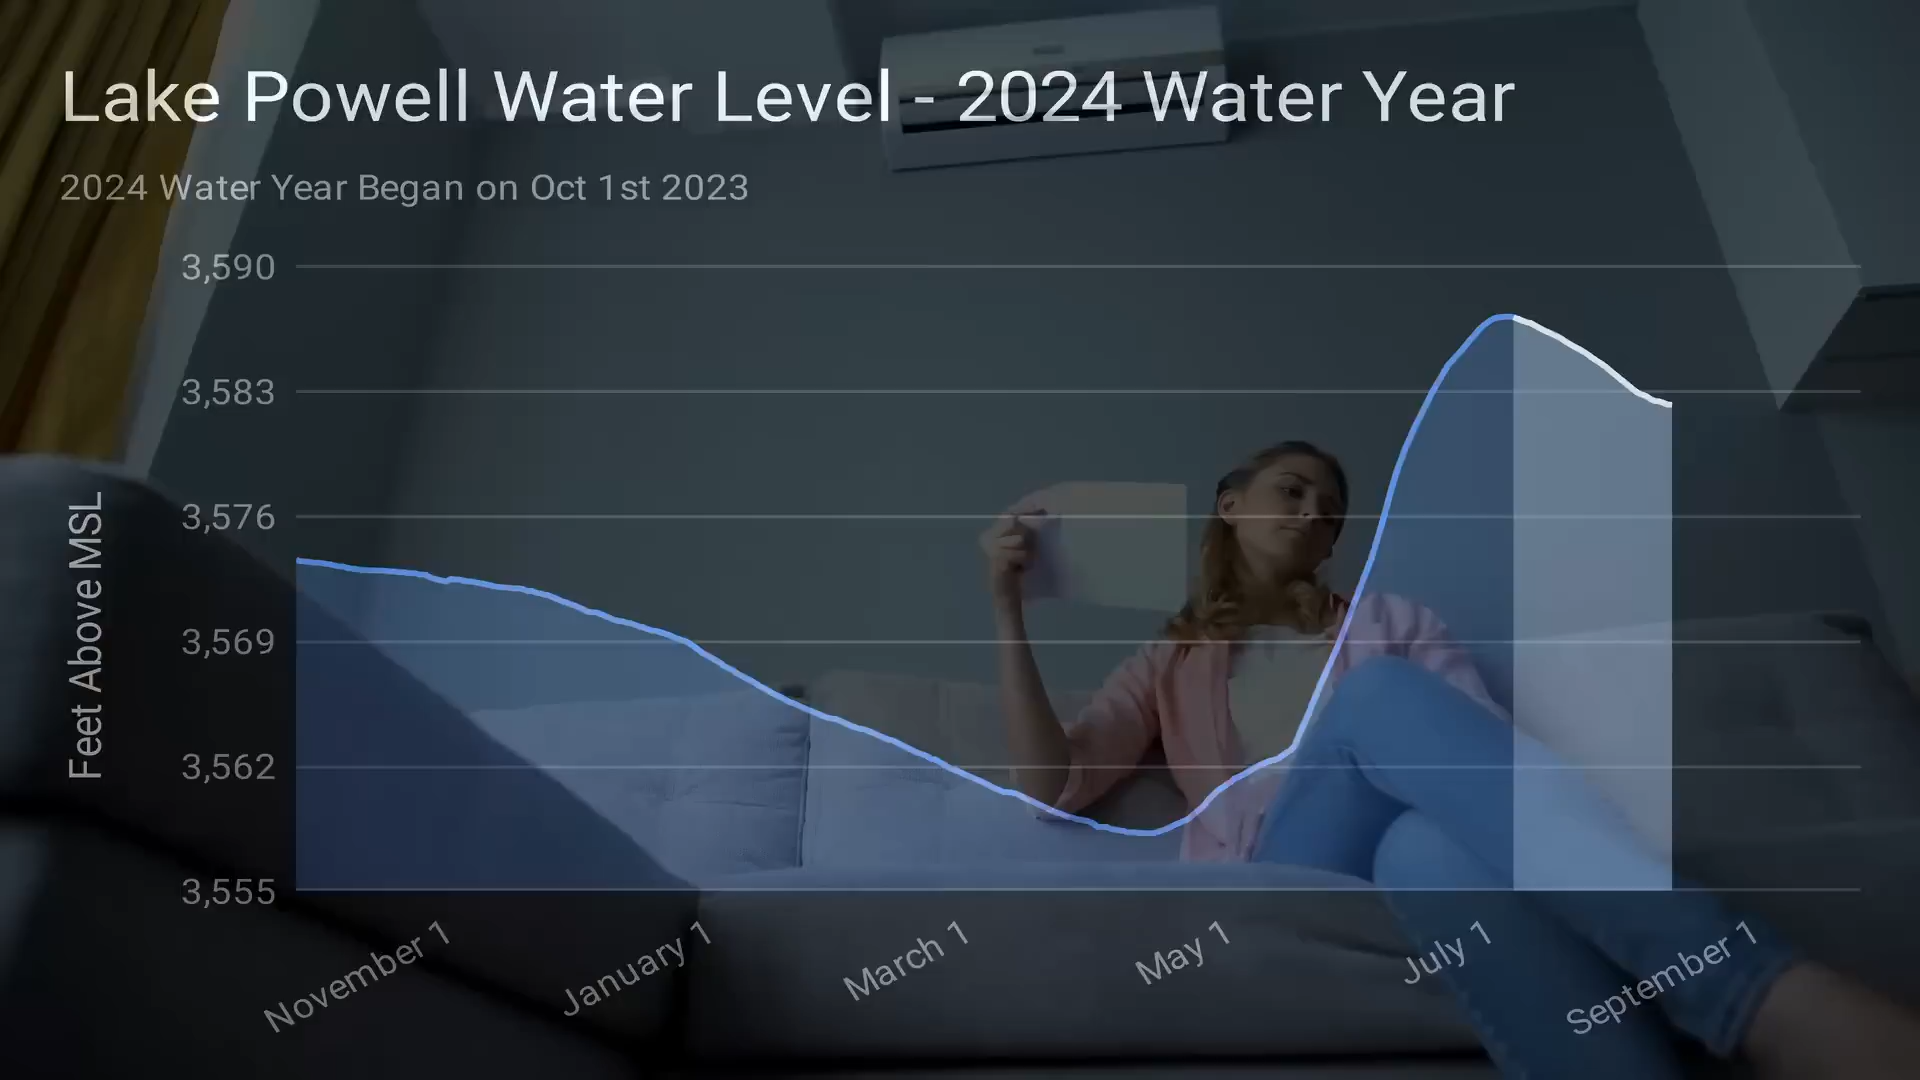 Lake Powell Water Level - 2024 Water Year
2024 Water Year Began on Oct 1st 2023
3,590
3,583
3,576
3,569
3,562
3,555
Feet Above MSL
November 1
January 1
March 1
May 1
July 1
September 1